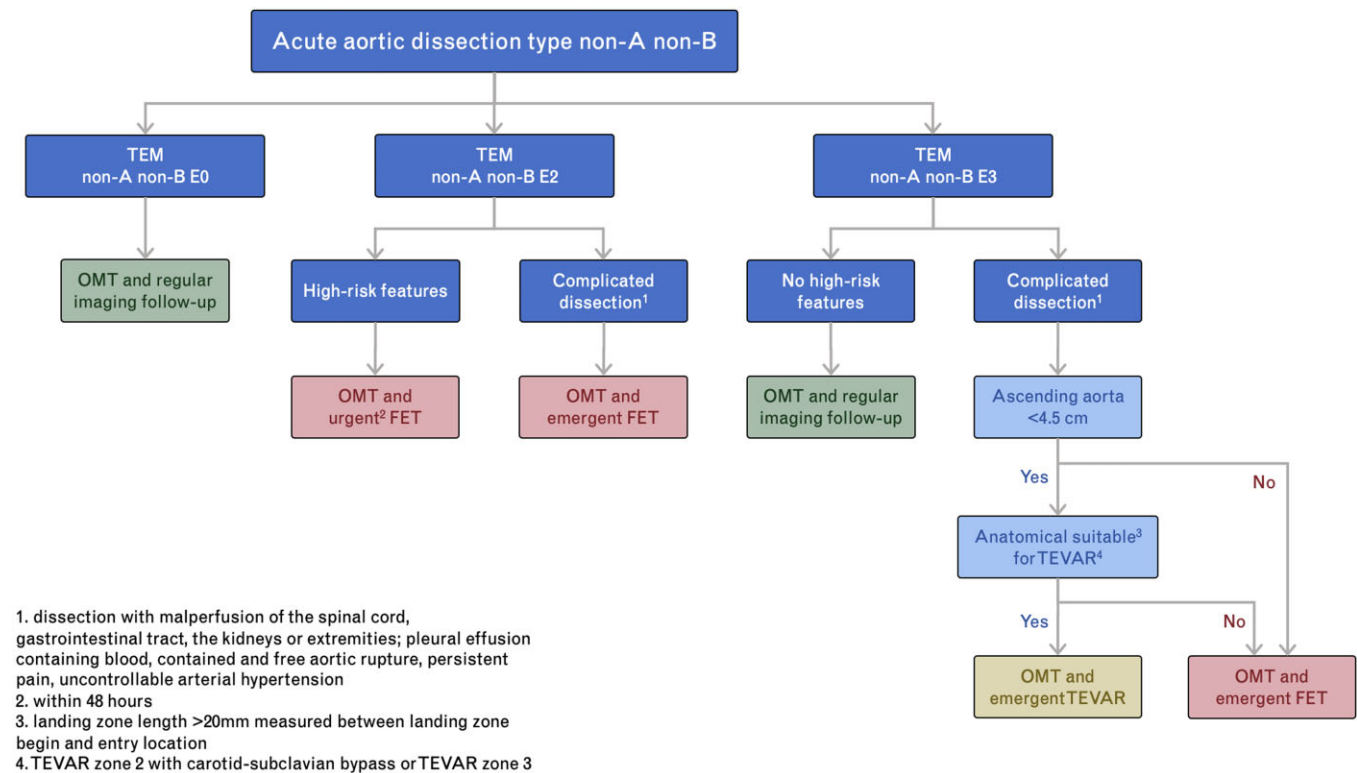 Acute aortic dissection type non-A non-B
TEM
non-A non-B E0
TEM
non-A non-B E2
TEM
non-A non-B E3
OMT and regular
imaging follow-up
High-risk features
Complicated
dissection¹
No high-risk
features
Complicated
dissection¹
OMT and
urgent² FET
OMT and
emergent FET
OMT and regular
imaging follow-up
Ascending aorta
<4.5 cm
Yes
No
Anatomical suitable³
for TEVAR⁴
Yes
No
OMT and
emergent TEVAR
OMT and
emergent FET
1. dissection with malperfusion of the spinal cord,
gastrointestinal tract, the kidneys or extremities; pleural effusion
containing blood, contained and free aortic rupture, persistent
pain, uncontrollable arterial hypertension
2. within 48 hours
3. landing zone length >20mm measured between landing zone
begin and entry location
4. TEVAR zone 2 with carotid-subclavian bypass or TEVAR zone 3